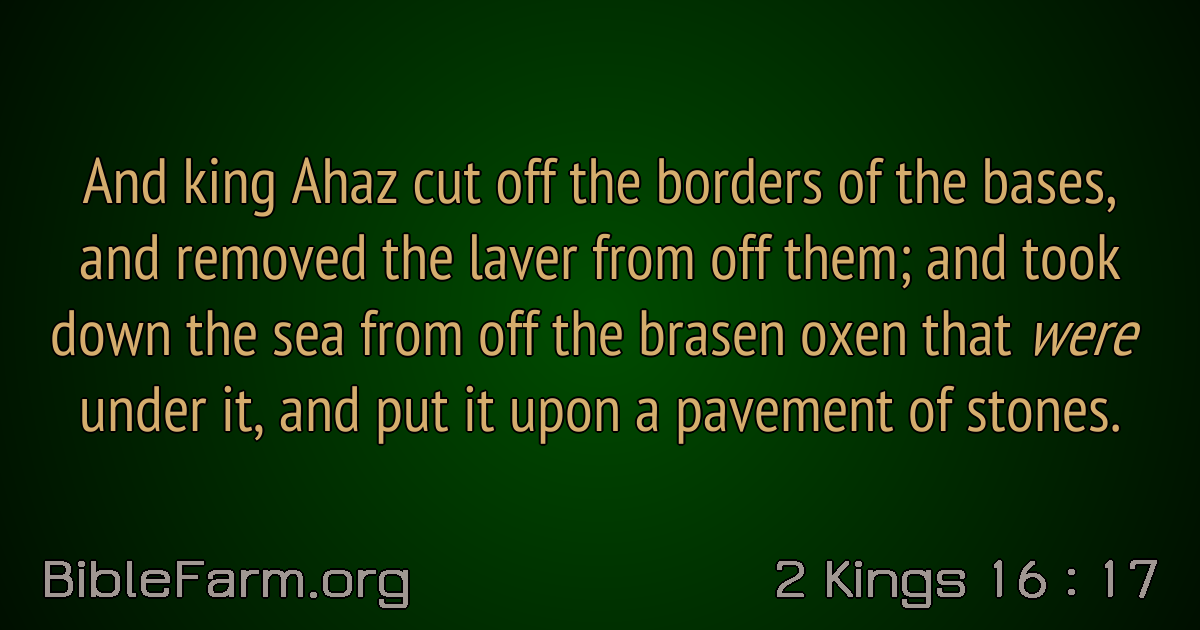 And king Ahaz cut off the borders of the bases,
and removed the laver from off them; and took
down the sea from off the brasen oxen that were
under it, and put it upon a pavement of stones.
BibleFarm.org
2 Kings 16 : 17